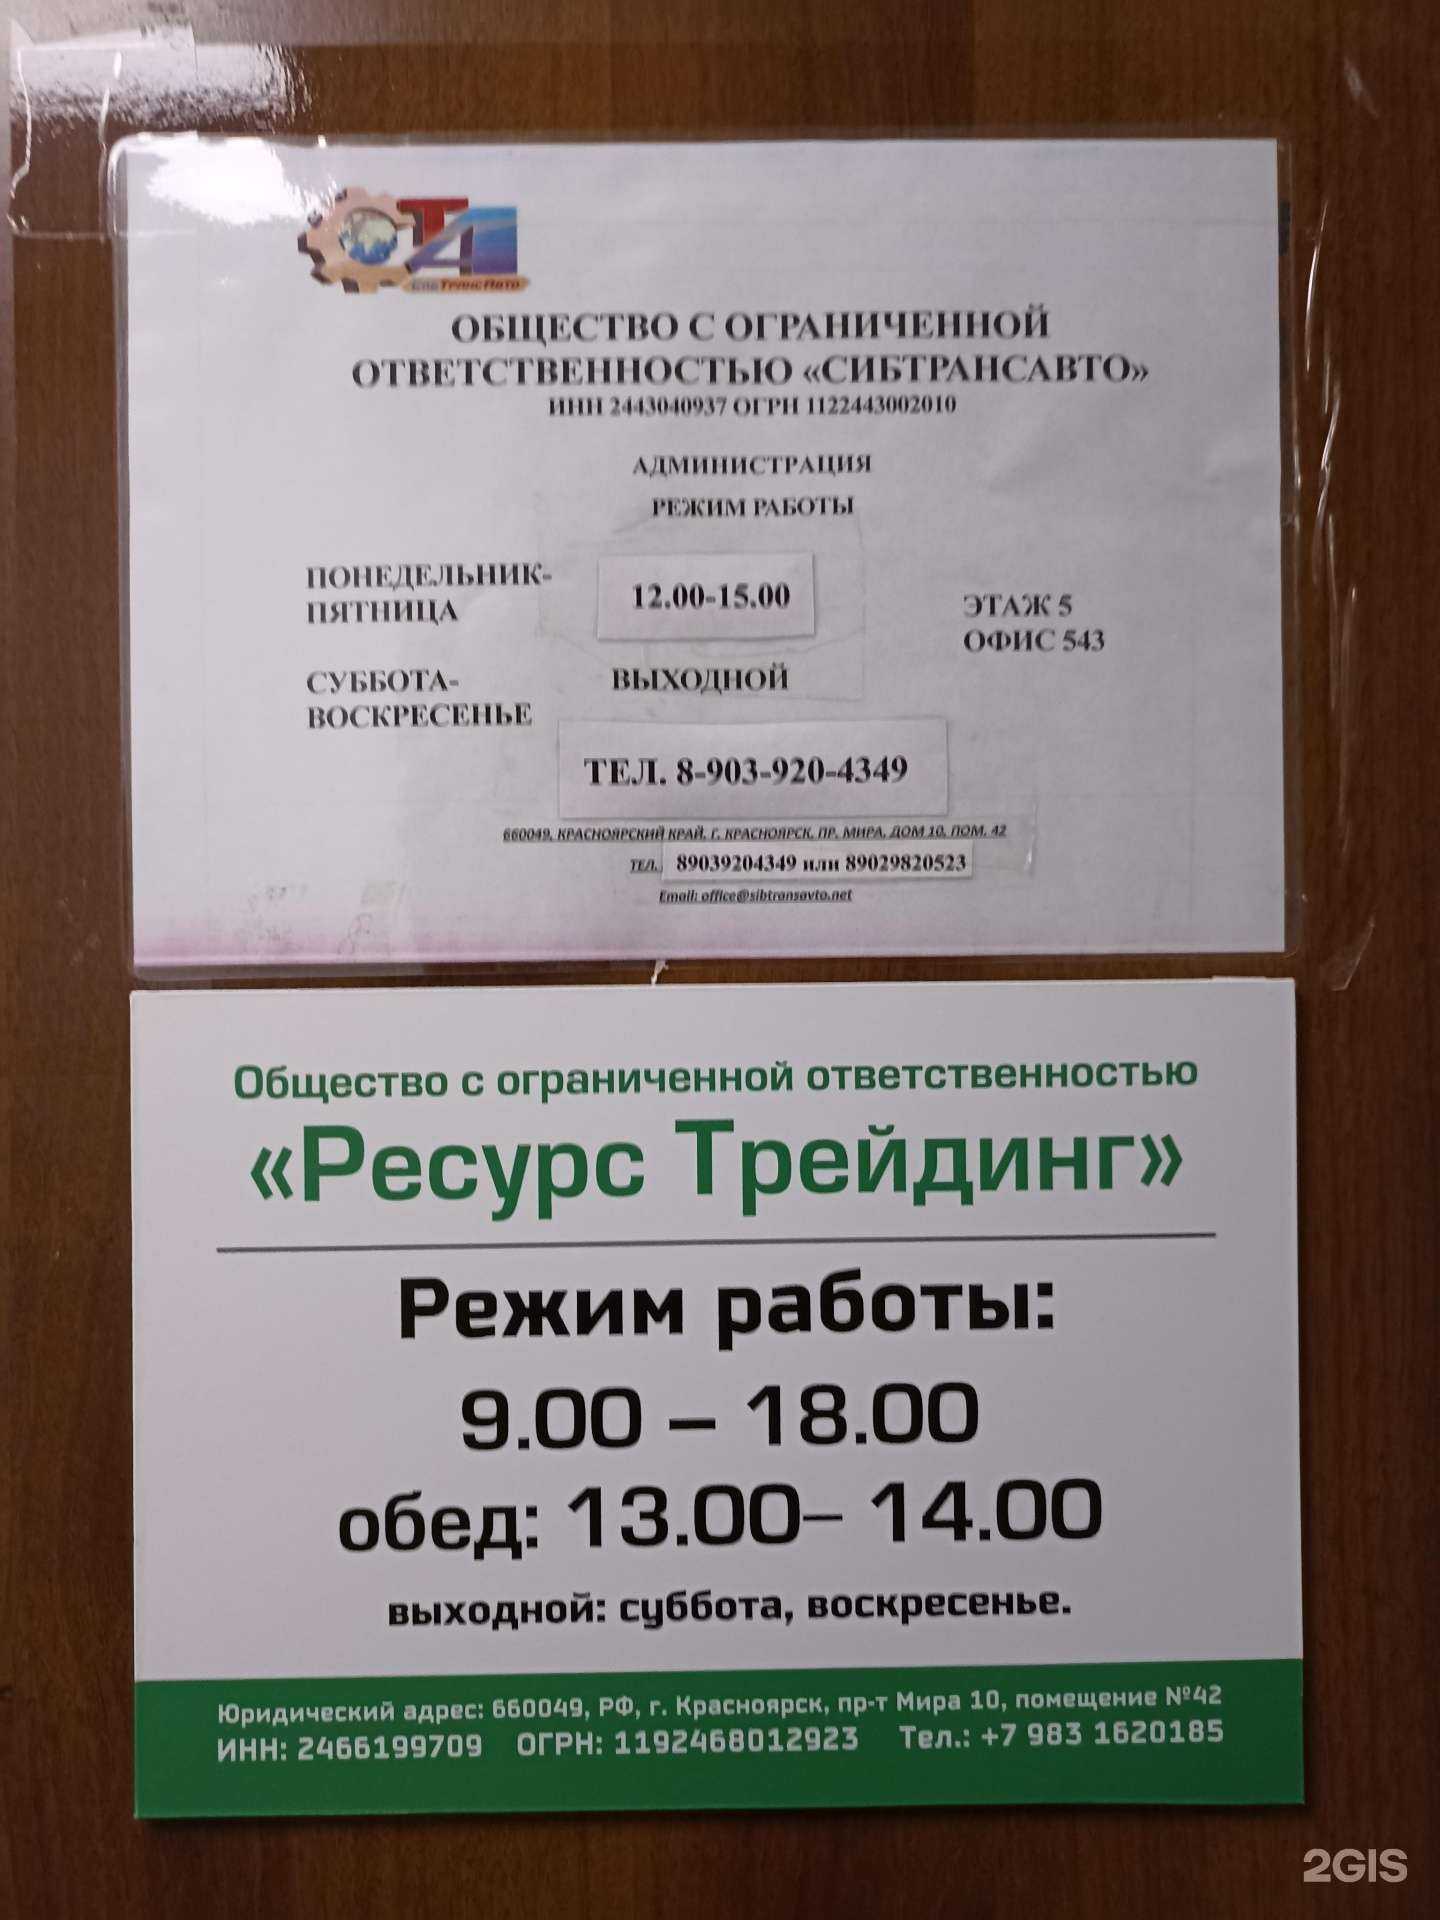 СТА
СибТрансАвто
ОБЩЕСТВО С ОГРАНИЧЕННОЙ
ОТВЕТСТВЕННОСТЬЮ «СИБТРАНСАВТО»
ИНН 2443040937 ОГРН 1122443002010
АДМИНИСТРАЦИЯ
РЕЖИМ РАБОТЫ
ПОНЕДЕЛЬНИК-
ПЯТНИЦА
12.00-15.00
ЭТАЖ 5
ОФИС 543
СУББОТА-
ВОСКРЕСЕНЬЕ
ВЫХОДНОЙ
ТЕЛ. 8-903-920-4349
660049, КРАСНОЯРСКИЙ КРАЙ, Г. КРАСНОЯРСК, ПР. МИРА, ДОМ 10, ПОМ. 42
ТЕЛ. 89039204349 или 89029820523
Email: office@sibtransavto.net
Общество с ограниченной ответственностью
«Ресурс Трейдинг»
Режим работы:
9.00 – 18.00
обед: 13.00– 14.00
выходной: суббота, воскресенье.
Юридический адрес: 660049, РФ, г. Красноярск, пр-т Мира 10, помещение №42
ИНН: 2466199709 ОГРН: 1192468012923 Тел.: +7 983 1620185
2GIS